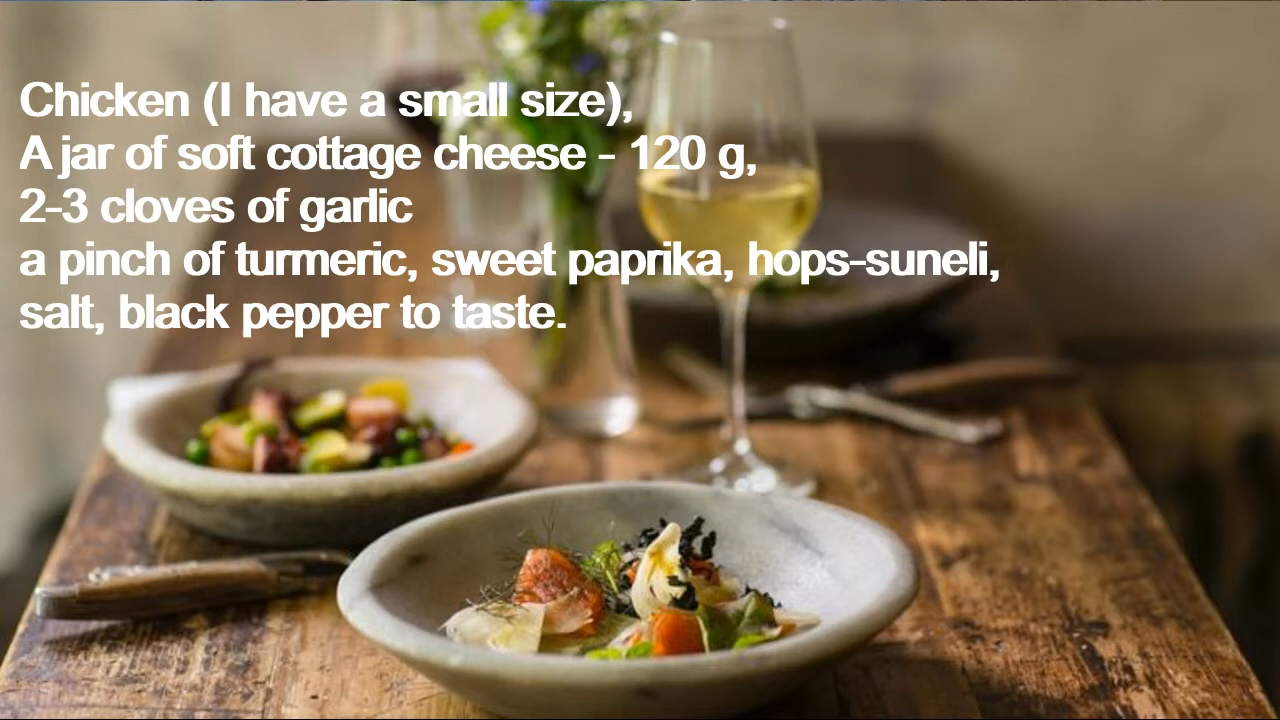 Chicken (I have a small size),
A jar of soft cottage cheese - 120 g,
2-3 cloves of garlic
a pinch of turmeric, sweet paprika, hops-suneli,
salt, black pepper to taste.